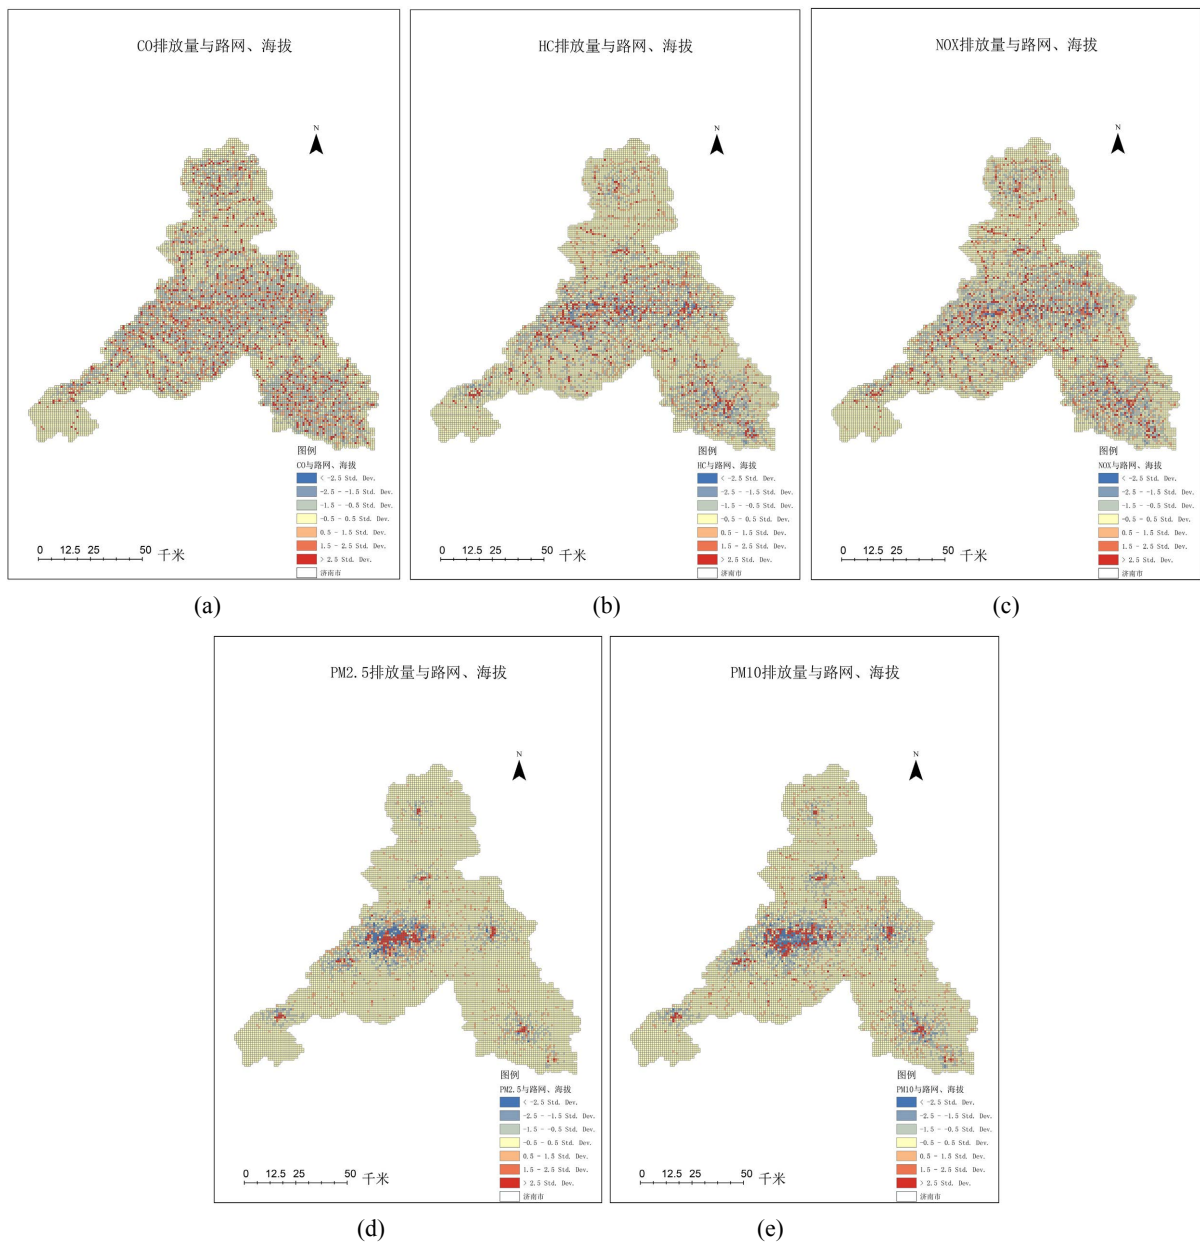 CO排放量与路网、海拔
N
图例
CO与路网、海拔
< -2.5 Std. Dev.
-2.5 - -1.5 Std. Dev.
-1.5 - -0.5 Std. Dev.
-0.5 - 0.5 Std. Dev.
0.5 - 1.5 Std. Dev.
1.5 - 2.5 Std. Dev.
> 2.5 Std. Dev.
济南市
0 12.5 25 50 千米
(a)
HC排放量与路网、海拔
N
图例
HC与路网、海拔
< -2.5 Std. Dev.
-2.5 - -1.5 Std. Dev.
-1.5 - -0.5 Std. Dev.
-0.5 - 0.5 Std. Dev.
0.5 - 1.5 Std. Dev.
1.5 - 2.5 Std. Dev.
> 2.5 Std. Dev.
济南市
0 12.5 25 50 千米
(b)
NOX排放量与路网、海拔
N
图例
NOX与路网、海拔
< -2.5 Std. Dev.
-2.5 - -1.5 Std. Dev.
-1.5 - -0.5 Std. Dev.
-0.5 - 0.5 Std. Dev.
0.5 - 1.5 Std. Dev.
1.5 - 2.5 Std. Dev.
> 2.5 Std. Dev.
济南市
0 12.5 25 50 千米
(c)
PM2.5排放量与路网、海拔
N
图例
PM2.5与路网、海拔
< -2.5 Std. Dev.
-2.5 - -1.5 Std. Dev.
-1.5 - -0.5 Std. Dev.
-0.5 - 0.5 Std. Dev.
0.5 - 1.5 Std. Dev.
1.5 - 2.5 Std. Dev.
> 2.5 Std. Dev.
济南市
0 12.5 25 50 千米
(d)
PM10排放量与路网、海拔
N
图例
PM10与路网、海拔
< -2.5 Std. Dev.
-2.5 - -1.5 Std. Dev.
-1.5 - -0.5 Std. Dev.
-0.5 - 0.5 Std. Dev.
0.5 - 1.5 Std. Dev.
1.5 - 2.5 Std. Dev.
> 2.5 Std. Dev.
济南市
0 12.5 25 50 千米
(e)